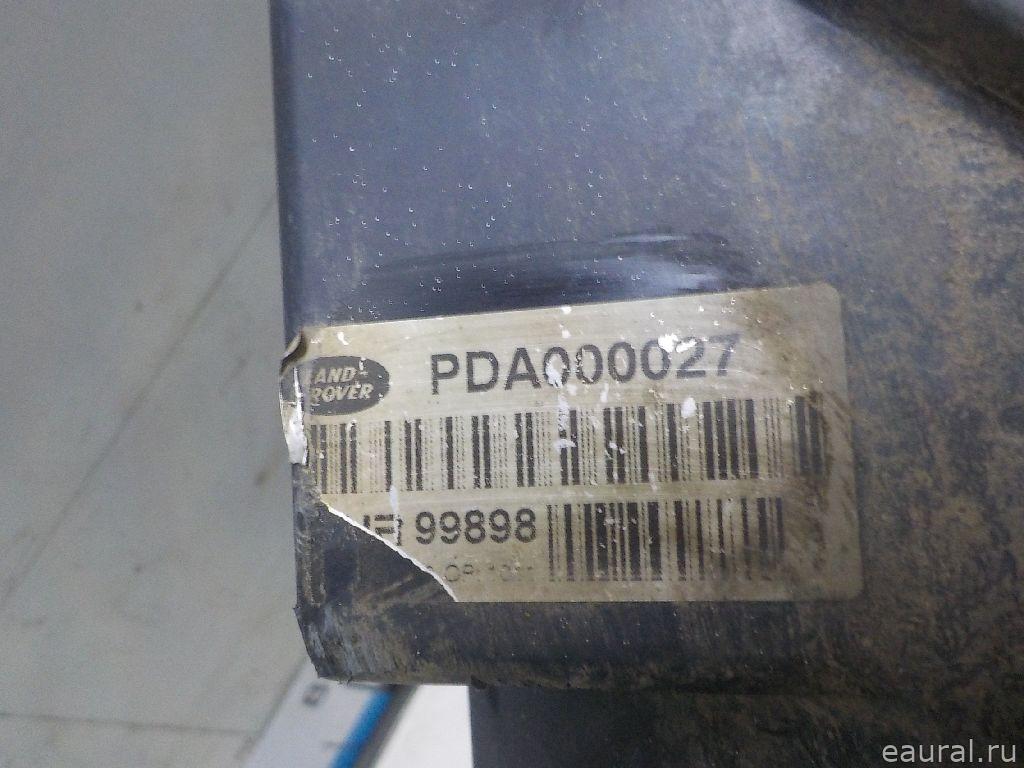 LAND-
ROVER
PDA000027
99898
eaural.ru